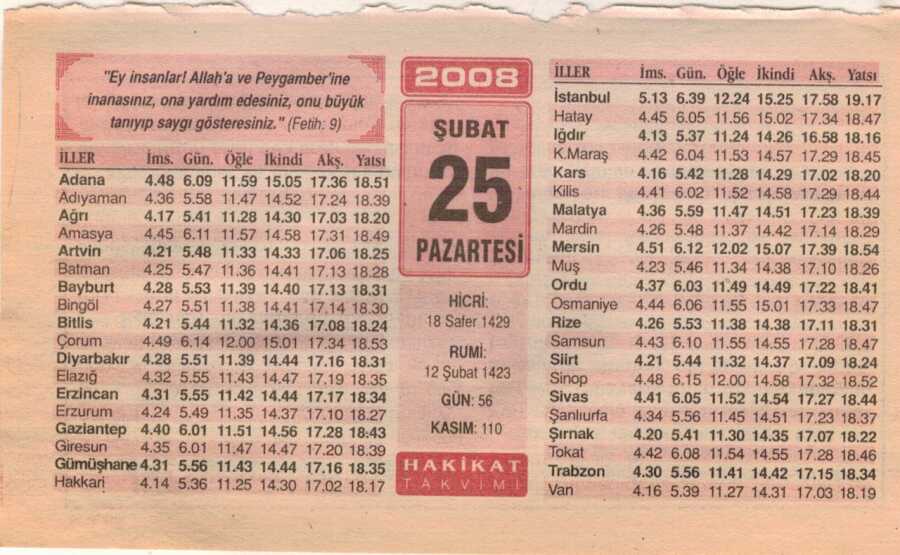 "Ey insanlar! Allah'a ve Peygamber'ine
inanasınız, ona yardım edesiniz, onu büyük
tanıyıp saygı gösteresiniz." (Fetih: 9)
İLLER İms. Gün. Öğle İkindi Akş. Yatsı
Adana 4.48 6.09 11.59 15.05 17.36 18.51
Adıyaman 4.36 5.58 11.47 14.52 17.24 18.39
Ağrı 4.17 5.41 11.28 14.30 17.03 18.20
Amasya 4.45 6.11 11.57 14.58 17.31 18.49
Artvin 4.21 5.48 11.33 14.33 17.06 18.25
Batman 4.25 5.47 11.36 14.41 17.13 18.28
Bayburt 4.28 5.53 11.39 14.40 17.13 18.31
Bingöl 4.27 5.51 11.38 14.41 17.14 18.30
Bitlis 4.21 5.44 11.32 14.36 17.08 18.24
Çorum 4.49 6.14 12.00 15.01 17.34 18.53
Diyarbakır 4.28 5.51 11.39 14.44 17.16 18.31
Elazığ 4.32 5.55 11.43 14.47 17.19 18.35
Erzincan 4.31 5.55 11.42 14.44 17.17 18.34
Erzurum 4.24 5.49 11.35 14.37 17.10 18.27
Gaziantep 4.40 6.01 11.51 14.56 17.28 18:43
Giresun 4.35 6.01 11.47 14.47 17.20 18.39
Gümüşhane 4.31 5.56 11.43 14.44 17.16 18.35
Hakkari 4.14 5.36 11.25 14.30 17.02 18.17
2008
ŞUBAT
25
PAZARTESİ
HİCRİ:
18 Safer 1429
RUMİ:
12 Şubat 1423
GÜN: 56
KASIM: 110
HAKİKAT
TAKVİMİ
İLLER İms. Gün. Öğle İkindi Akş. Yatsı
İstanbul 5.13 6.39 12.24 15.25 17.58 19.17
Hatay 4.45 6.05 11.56 15.02 17.34 18.47
Iğdır 4.13 5.37 11.24 14.26 16.58 18.16
K.Maraş 4.42 6.04 11.53 14.57 17.29 18.45
Kars 4.16 5.42 11.28 14.29 17.02 18.20
Kilis 4.41 6.02 11.52 14.58 17.29 18.44
Malatya 4.36 5.59 11.47 14.51 17.23 18.39
Mardin 4.26 5.48 11.37 14.42 17.14 18.29
Mersin 4.51 6.12 12.02 15.07 17.39 18.54
Muş 4.23 5.46 11.34 14.38 17.10 18.26
Ordu 4.37 6.03 11.49 14.49 17.22 18.41
Osmaniye 4.44 6.06 11.55 15.01 17.33 18.47
Rize 4.26 5.53 11.38 14.38 17.11 18.31
Samsun 4.43 6.10 11.55 14.55 17.28 18.47
Siirt 4.21 5.44 11.32 14.37 17.09 18.24
Sinop 4.48 6.15 12.00 14.58 17.32 18.52
Sivas 4.41 6.05 11.52 14.54 17.27 18.44
Şanlıurfa 4.34 5.56 11.45 14.51 17.23 18.37
Şırnak 4.20 5.41 11.30 14.35 17.07 18.22
Tokat 4.42 6.08 11.54 14.55 17.28 18.46
Trabzon 4.30 5.56 11.41 14.42 17.15 18.34
Van 4.16 5.39 11.27 14.31 17.03 18.19